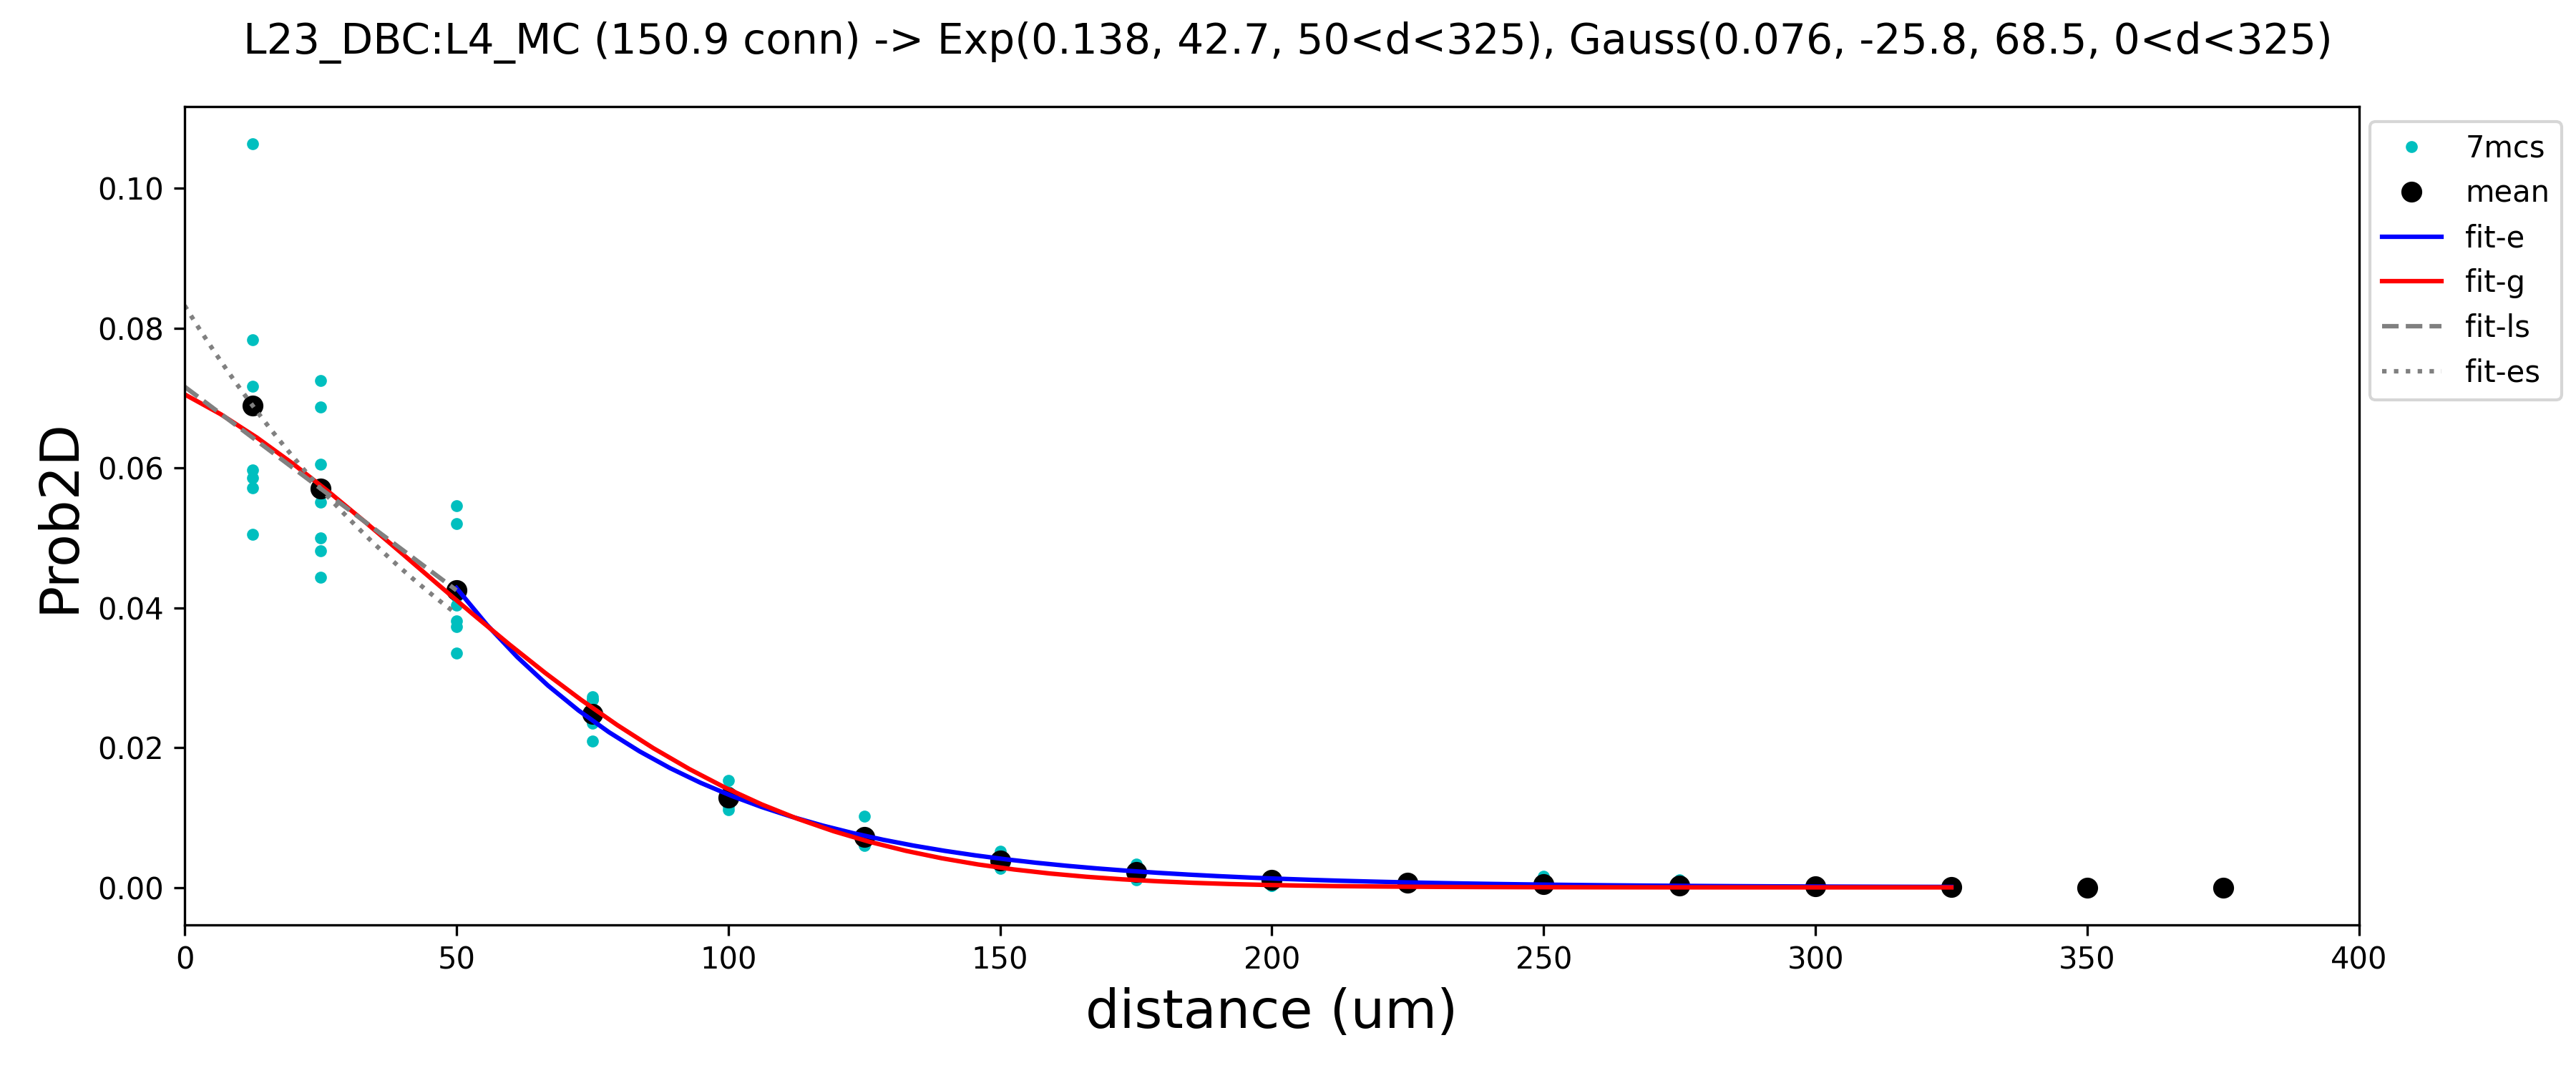 L23_DBC:L4_MC (150.9 conn) -> Exp(0.138, 42.7, 50<d<325), Gauss(0.076, -25.8, 68.5, 0<d<325)
7mcs
mean
fit-e
fit-g
fit-ls
fit-es
Prob2D
0.10
0.08
0.06
0.04
0.02
0.00
0 50 100 150 200 250 300 350 400
distance (um)